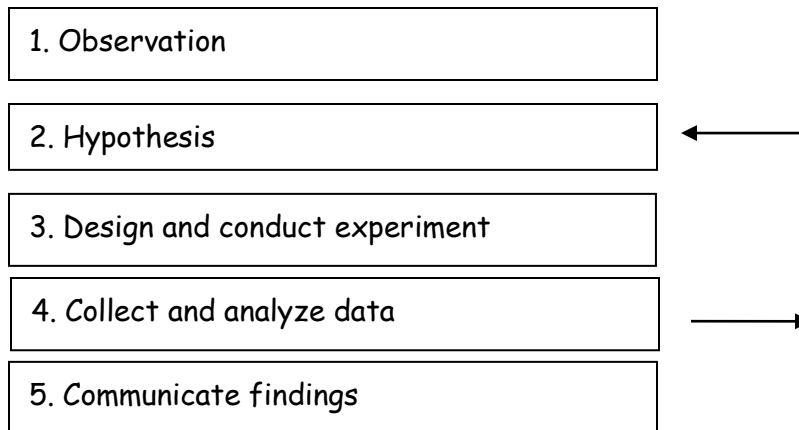 1. Observation
2. Hypothesis
3. Design and conduct experiment
4. Collect and analyze data
5. Communicate findings